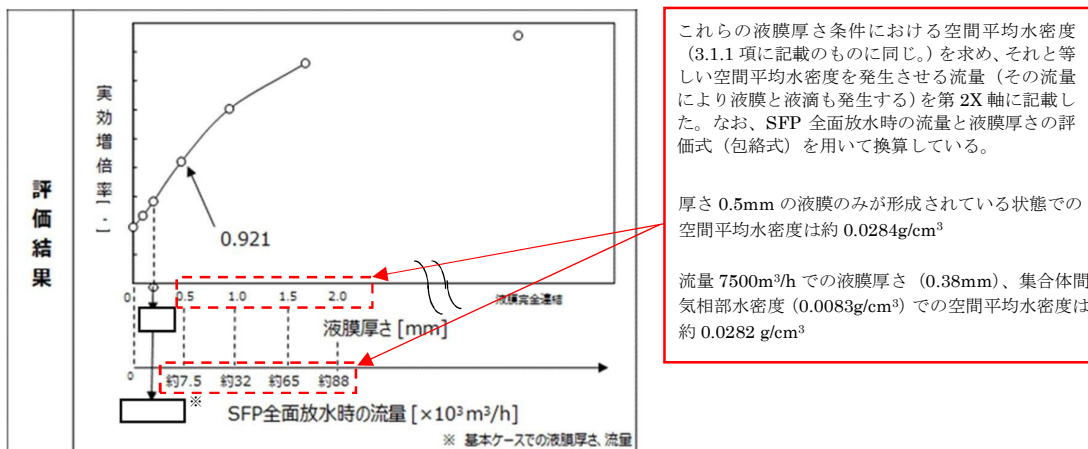 評価結果
実効増倍率[-]
0.921
0
0.5
1.0
1.5
2.0
液膜完全連結
液膜厚さ[mm]
0
約7.5
約32
約65
約88
※
SFP全面放水時の流量[×10³m³/h]
※ 基本ケースでの液膜厚さ、流量
これらの液膜厚さ条件における空間平均水密度
（3.1.1 項に記載のものに同じ。）を求め、それと等
しい空間平均水密度を発生させる流量（その流量
により液膜と液滴も発生する）を第 2X 軸に記載し
た。なお、SFP 全面放水時の流量と液膜厚さの評
価式（包絡式）を用いて換算している。
厚さ 0.5mm の液膜のみが形成されている状態での
空間平均水密度は約 0.0284g/cm³
流量 7500m³/h での液膜厚さ（0.38mm）、集合体間
気相部水密度（0.0083g/cm³）での空間平均水密度は
約 0.0282 g/cm³